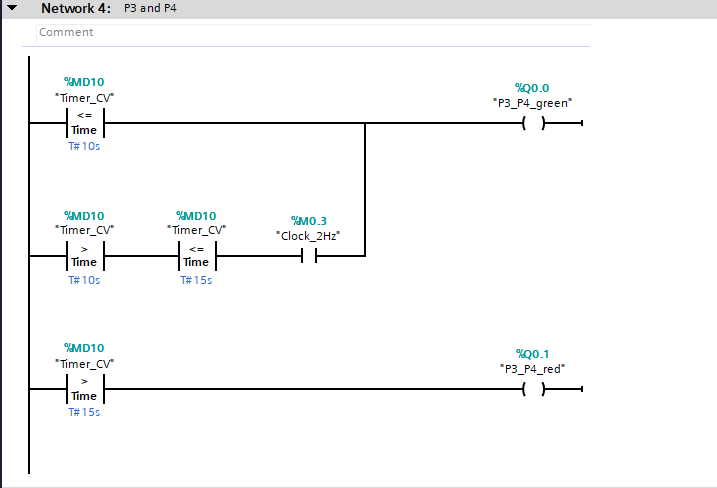 Network 4: P3 and P4
Comment
%MD10
"Timer_CV"
<=
Time
T#10s
%Q0.0
"P3_P4_green"
%MD10
"Timer_CV"
>
Time
T#10s
%MD10
"Timer_CV"
<=
Time
T#15s
%M0.3
"Clock_2Hz"
%MD10
"Timer_CV"
>
Time
T#15s
%Q0.1
"P3_P4_red"